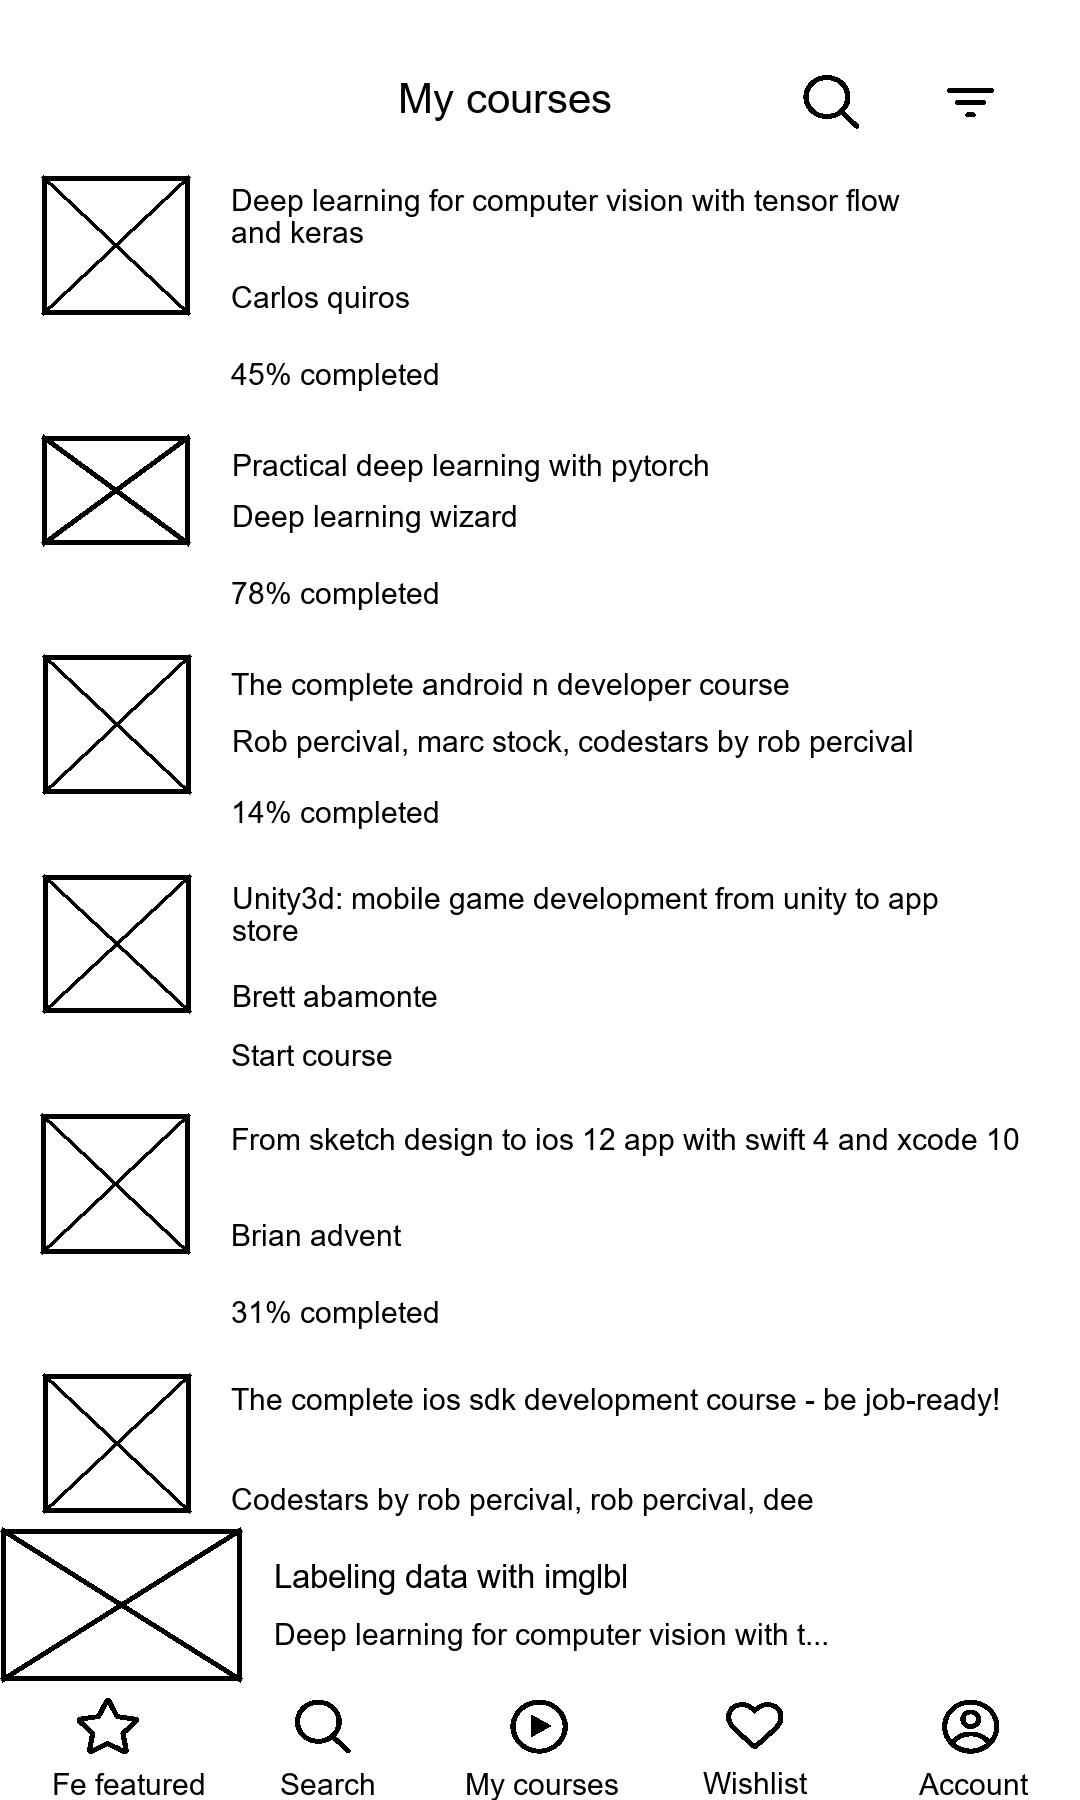 My courses
Deep learning for computer vision with tensor flow
and keras
Carlos quiros
45% completed
Practical deep learning with pytorch
Deep learning wizard
78% completed
The complete android n developer course
Rob percival, marc stock, codestars by rob percival
14% completed
Unity3d: mobile game development from unity to app
store
Brett abamonte
Start course
From sketch design to ios 12 app with swift 4 and xcode 10
Brian advent
31% completed
The complete ios sdk development course - be job-ready!
Codestars by rob percival, rob percival, dee
Labeling data with imglbl
Deep learning for computer vision with t...
Fe featured Search My courses Wishlist Account